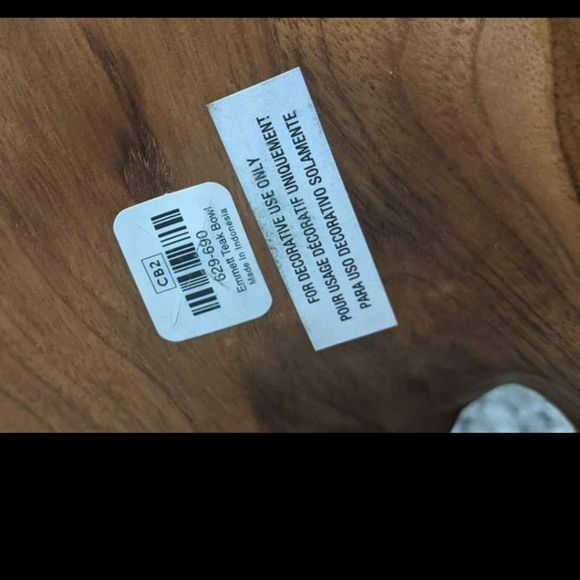 CB2
629-690
Emmett Teak Bowl
Made in Indonesia
FOR DECORATIVE USE ONLY
POUR USAGE DECORATIF UNIQUEMENT
PARA USO DECORATIVO SOLAMENTE